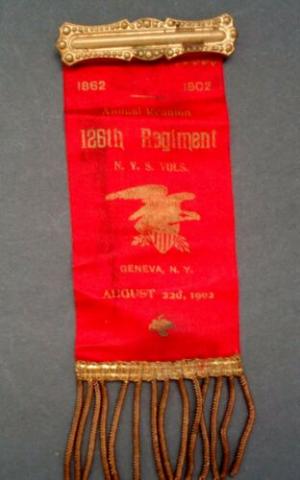 1862 1902
Annual Reunion
126th Regiment
N. Y. S. VOLS.
GENEVA, N. Y.
AUGUST 22d, 1902